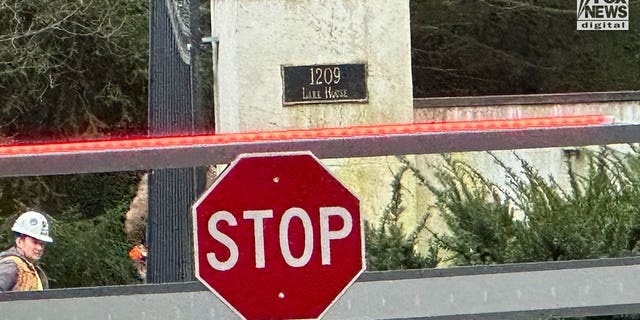 FOX
NEWS
digital
1209
LAKE HOUSE
STOP